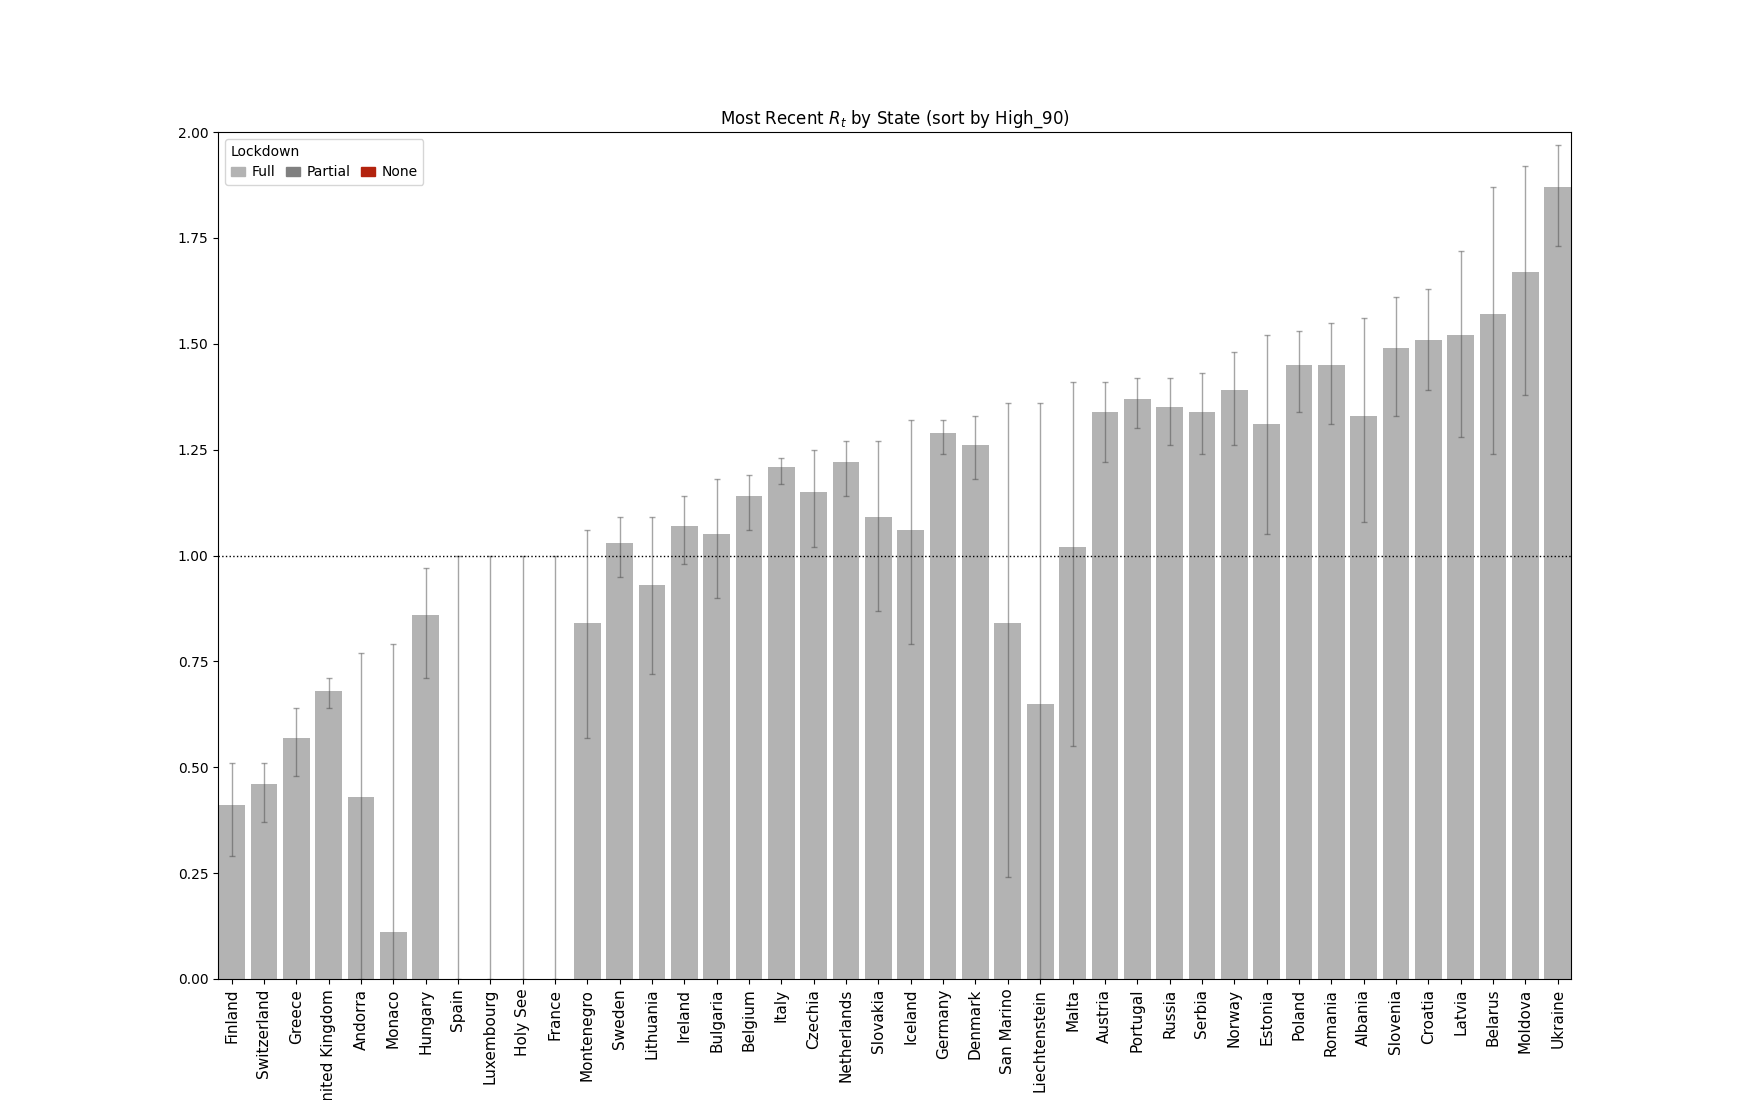 Most Recent R_t by State (sort by High_90)
Lockdown
Full Partial None
2.00
1.75
1.50
1.25
1.00
0.75
0.50
0.25
0.00
Finland
Switzerland
Greece
nited Kingdom
Andorra
Monaco
Hungary
Spain
Luxembourg
Holy See
France
Montenegro
Sweden
Lithuania
Ireland
Bulgaria
Belgium
Italy
Czechia
Netherlands
Slovakia
Iceland
Germany
Denmark
San Marino
Liechtenstein
Malta
Austria
Portugal
Russia
Serbia
Norway
Estonia
Poland
Romania
Albania
Slovenia
Croatia
Latvia
Belarus
Moldova
Ukraine